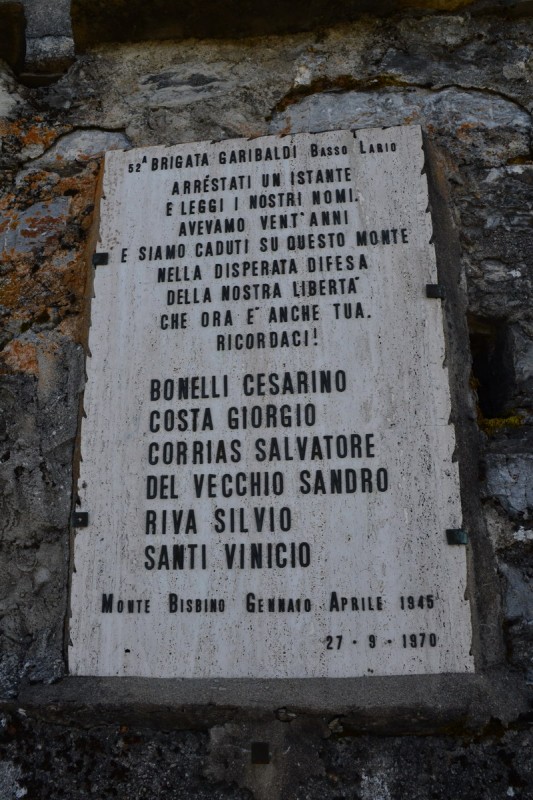 52ª BRIGATA GARIBALDI BASSO LARIO
ARRÉSTATI UN ISTANTE
E LEGGI I NOSTRI NOMI.
AVEVAMO VENT'ANNI
E SIAMO CADUTI SU QUESTO MONTE
NELLA DISPERATA DIFESA
DELLA NOSTRA LIBERTA'
CHE ORA E' ANCHE TUA.
RICORDACI!
BONELLI CESARINO
COSTA GIORGIO
CORRIAS SALVATORE
DEL VECCHIO SANDRO
RIVA SILVIO
SANTI VINICIO
MONTE BISBINO GENNAIO APRILE 1945
27 · 9 · 1970